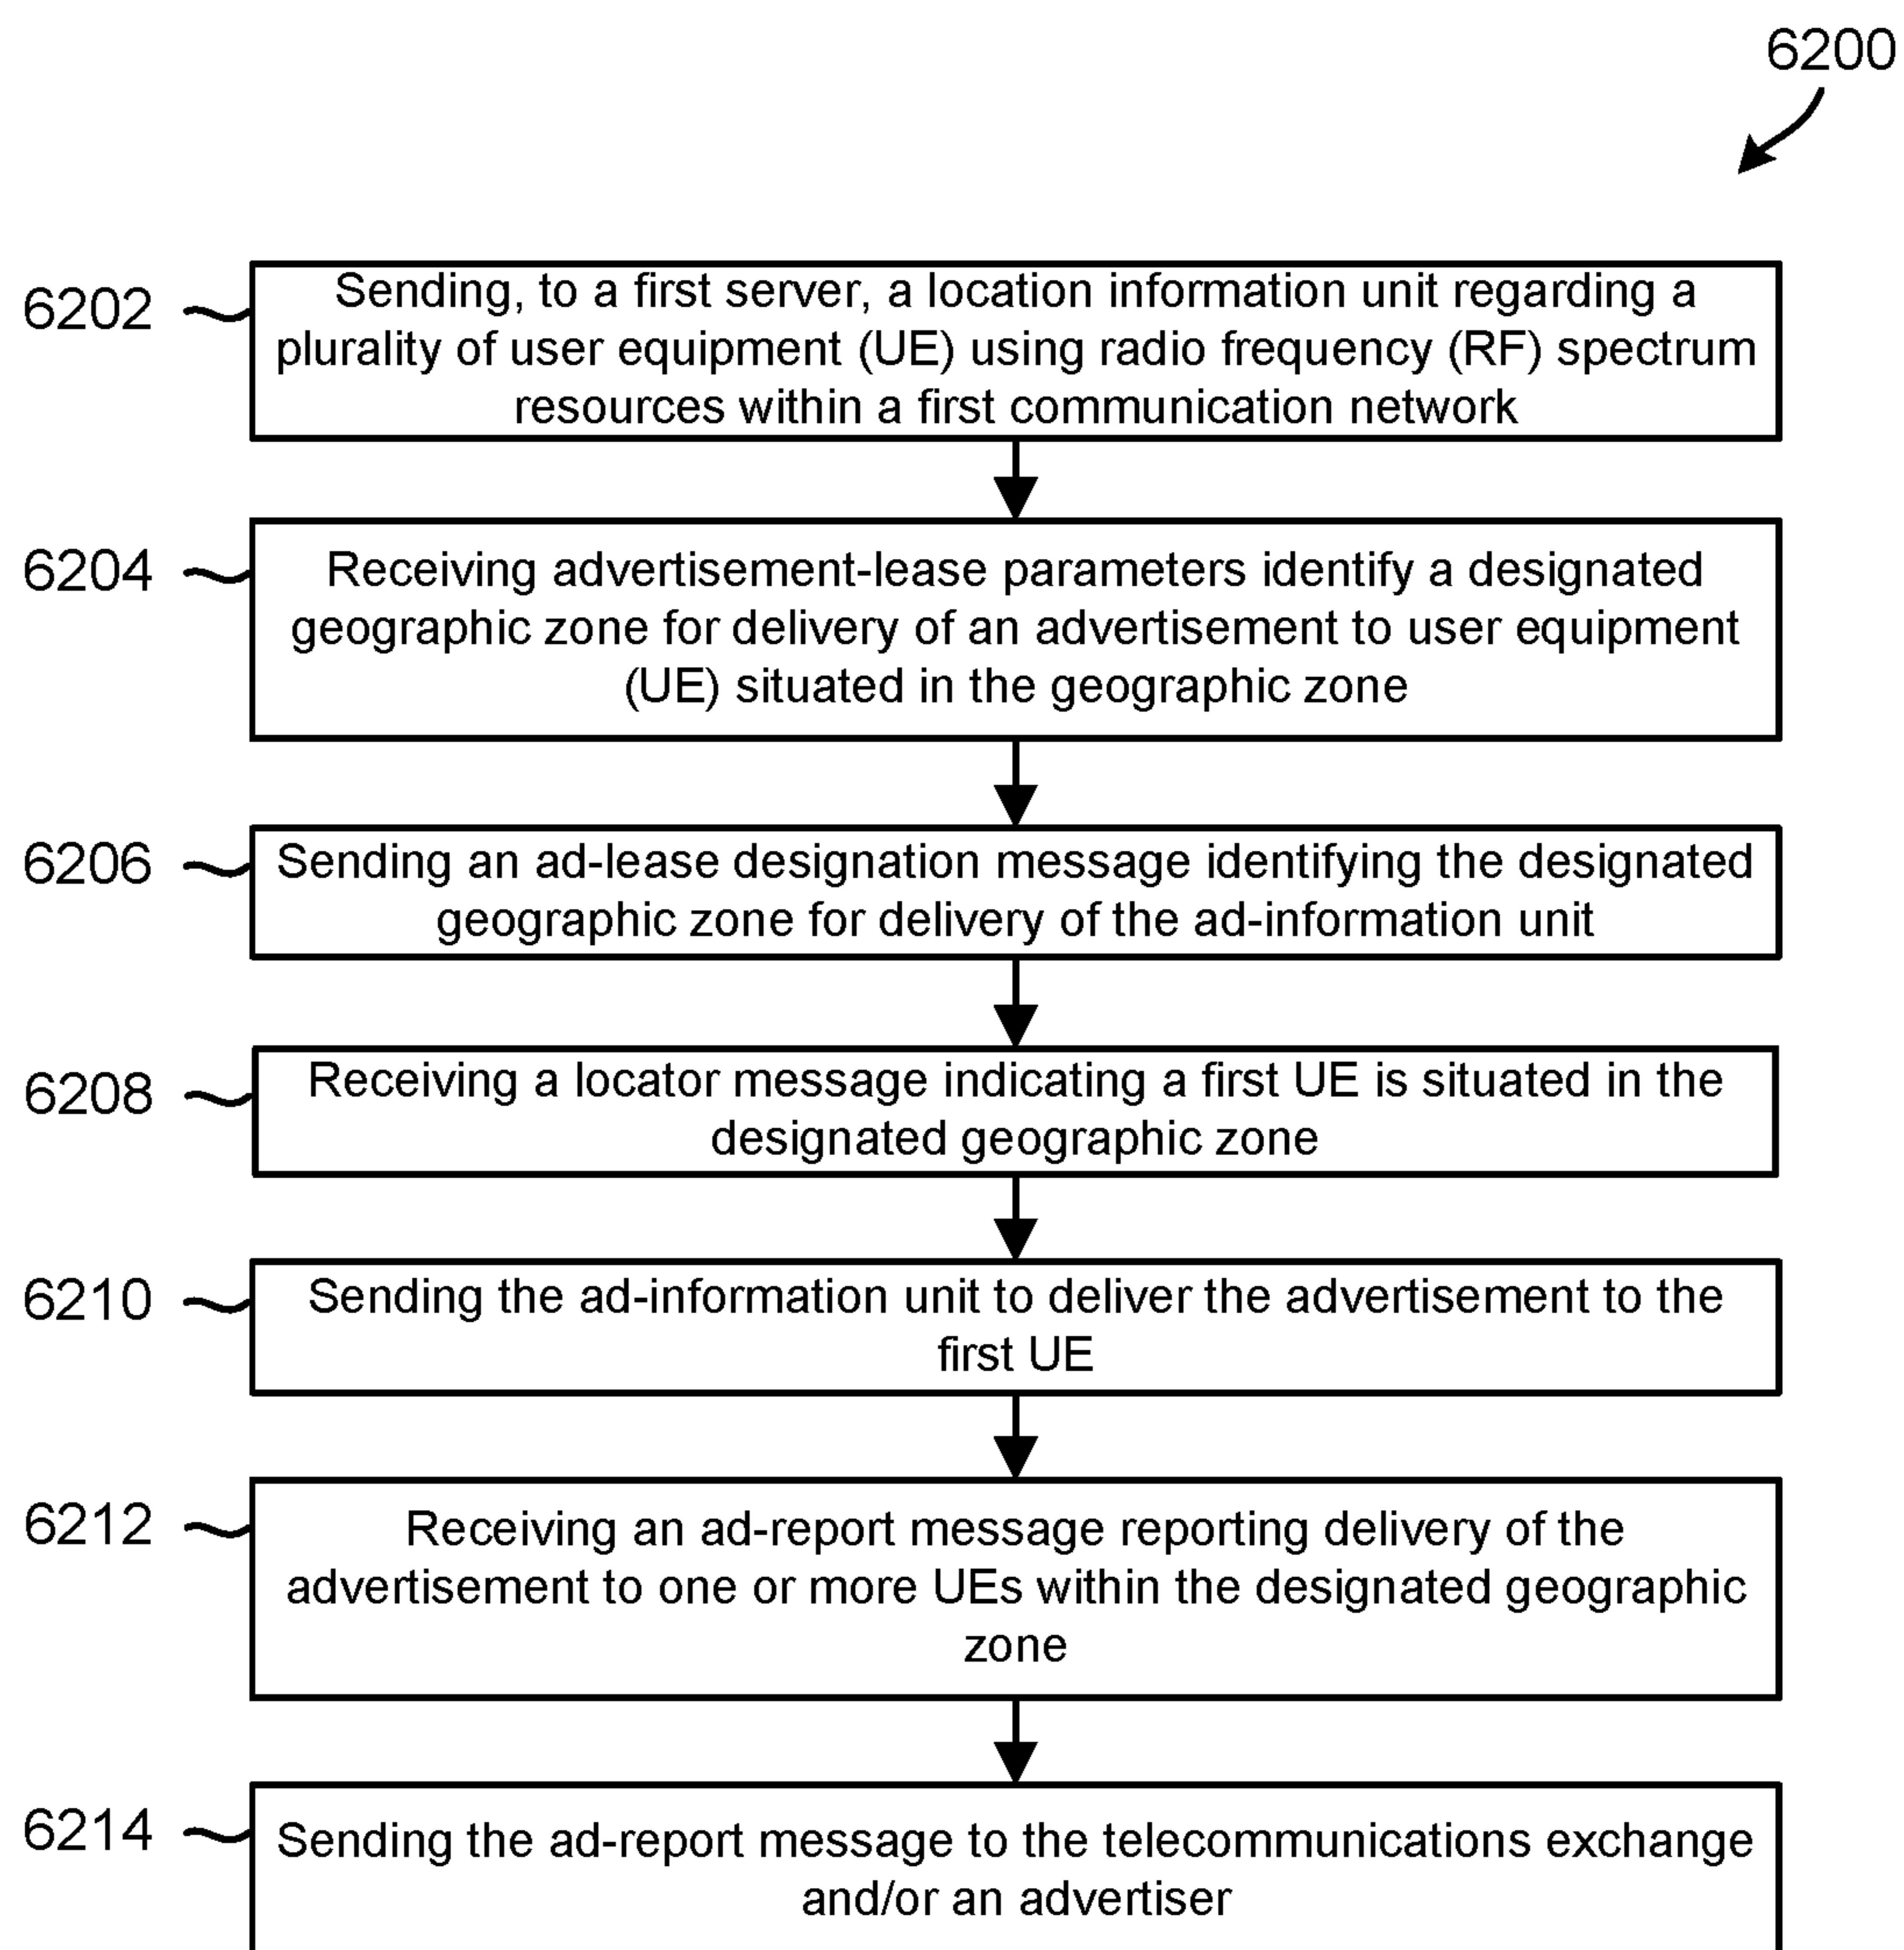 6200
6202
Sending, to a first server, a location information unit regarding a
plurality of user equipment (UE) using radio frequency (RF) spectrum
resources within a first communication network
6204
Receiving advertisement-lease parameters identify a designated
geographic zone for delivery of an advertisement to user equipment
(UE) situated in the geographic zone
6206
Sending an ad-lease designation message identifying the designated
geographic zone for delivery of the ad-information unit
6208
Receiving a locator message indicating a first UE is situated in the
designated geographic zone
6210
Sending the ad-information unit to deliver the advertisement to the
first UE
6212
Receiving an ad-report message reporting delivery of the
advertisement to one or more UEs within the designated geographic
zone
6214
Sending the ad-report message to the telecommunications exchange
and/or an advertiser